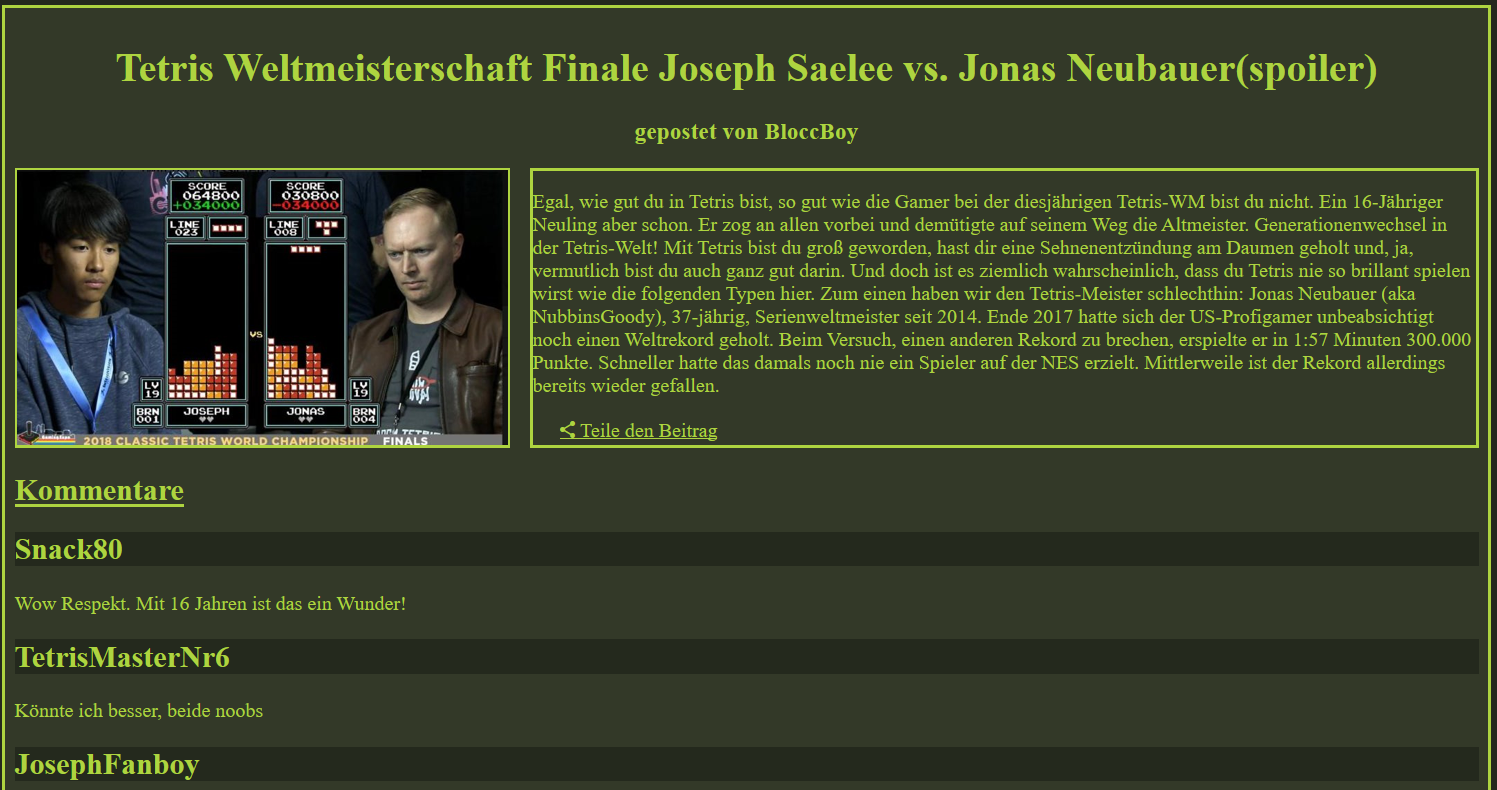 Tetris Weltmeisterschaft Finale Joseph Saelee vs. Jonas Neubauer(spoiler)
gepostet von BloccBoy
SCORE
064800
+034000
SCORE
030800
-034000
LINE
023
LINE
008
VS
LV
19
LV
19
BRN
001
JOSEPH
JONAS
BRN
004
2018 CLASSIC TETRIS WORLD CHAMPIONSHIP FINALS
Egal, wie gut du in Tetris bist, so gut wie die Gamer bei der diesjährigen Tetris-WM bist du nicht. Ein 16-Jähriger
Neuling aber schon. Er zog an allen vorbei und demütigte auf seinem Weg die Altmeister. Generationenwechsel in
der Tetris-Welt! Mit Tetris bist du groß geworden, hast dir eine Sehnenentzündung am Daumen geholt und, ja,
vermutlich bist du auch ganz gut darin. Und doch ist es ziemlich wahrscheinlich, dass du Tetris nie so brillant spielen
wirst wie die folgenden Typen hier. Zum einen haben wir den Tetris-Meister schlechthin: Jonas Neubauer (aka
NubbinsGoody), 37-jährig, Serienweltmeister seit 2014. Ende 2017 hatte sich der US-Profigamer unbeabsichtigt
noch einen Weltrekord geholt. Beim Versuch, einen anderen Rekord zu brechen, erspielte er in 1:57 Minuten 300.000
Punkte. Schneller hatte das damals noch nie ein Spieler auf der NES erzielt. Mittlerweile ist der Rekord allerdings
bereits wieder gefallen.
Teile den Beitrag
Kommentare
Snack80
Wow Respekt. Mit 16 Jahren ist das ein Wunder!
TetrisMasterNr6
Könnte ich besser, beide noobs
JosephFanboy